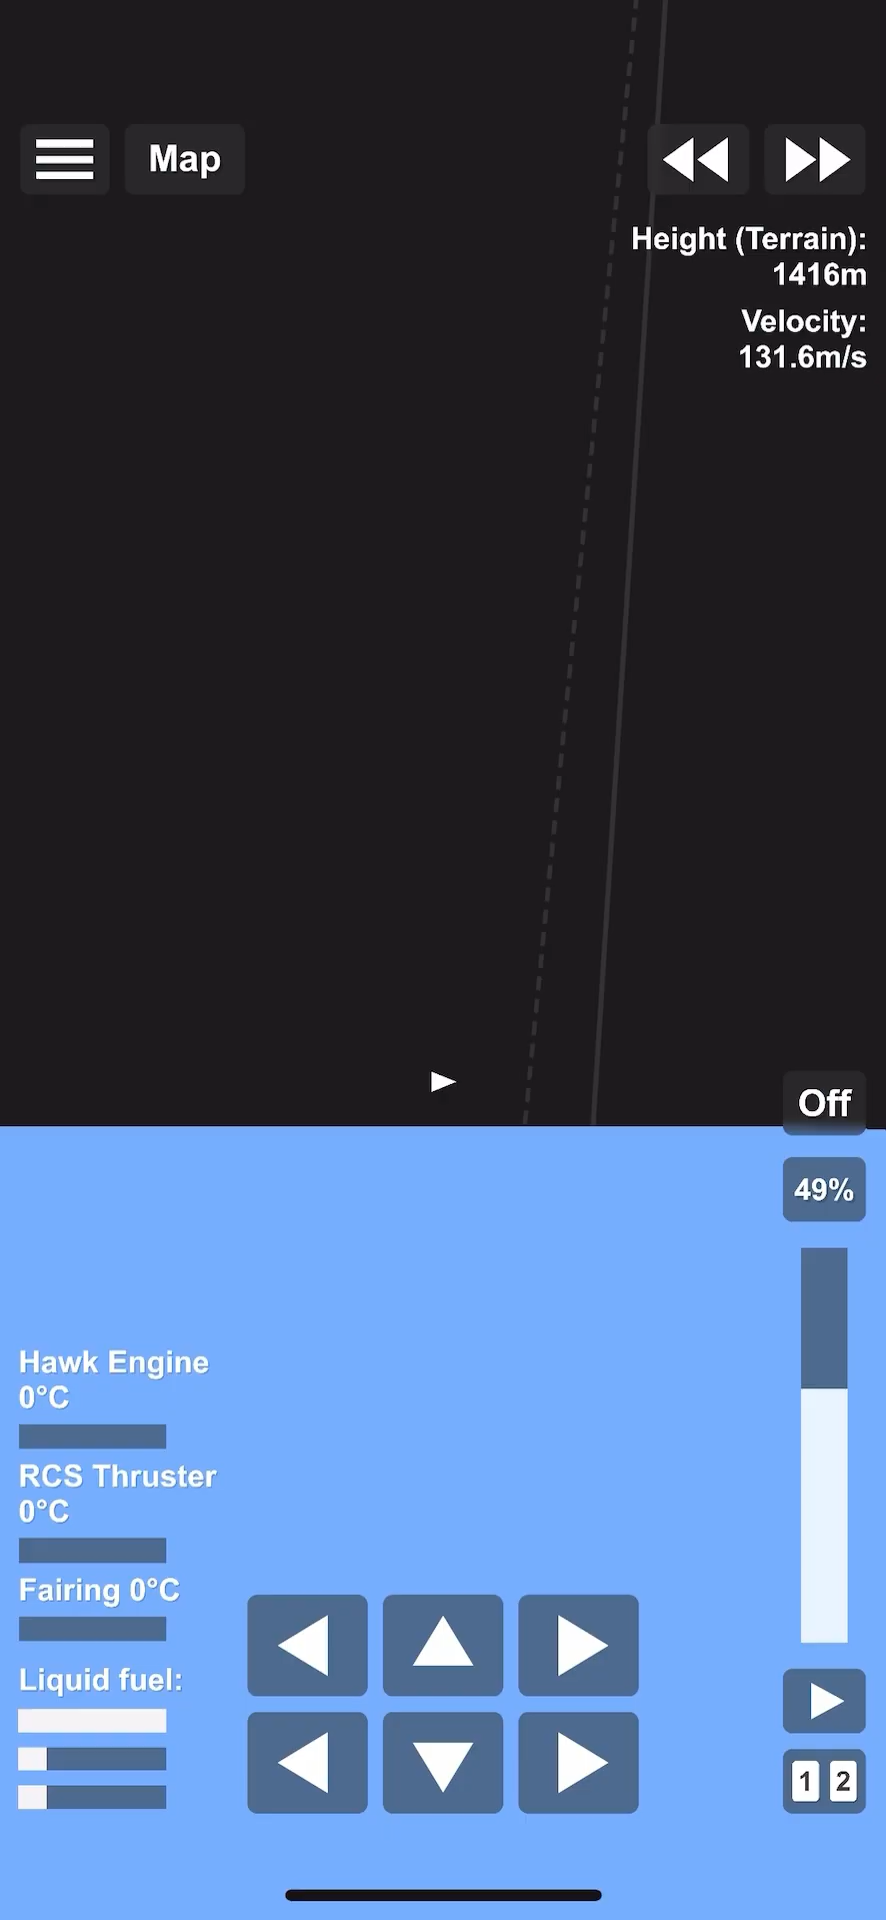 Map
Height (Terrain):
1416m
Velocity:
131.6m/s
Off
49%
Hawk Engine
0°C
RCS Thruster
0°C
Fairing 0°C
Liquid fuel:
1 2